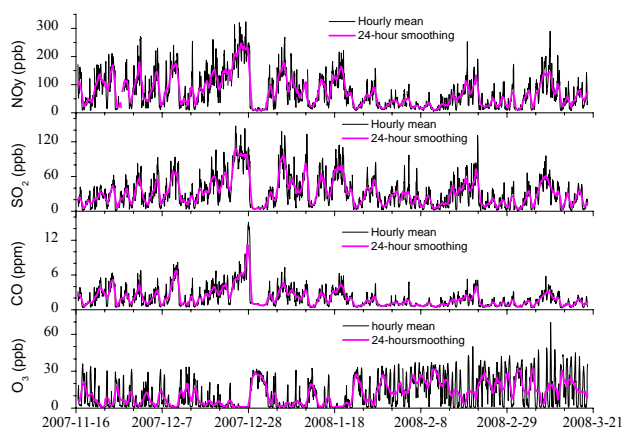 300
200
100
0
NOy (ppb)
Hourly mean
24-hour smoothing
120
60
0
SO2 (ppb)
Hourly mean
24-hour smoothing
12
6
0
CO (ppm)
Hourly mean
24-hour smoothing
60
30
0
O3 (ppb)
hourly mean
24-hoursmoothing
2007-11-16 2007-12-7 2007-12-28 2008-1-18 2008-2-8 2008-2-29 2008-3-21